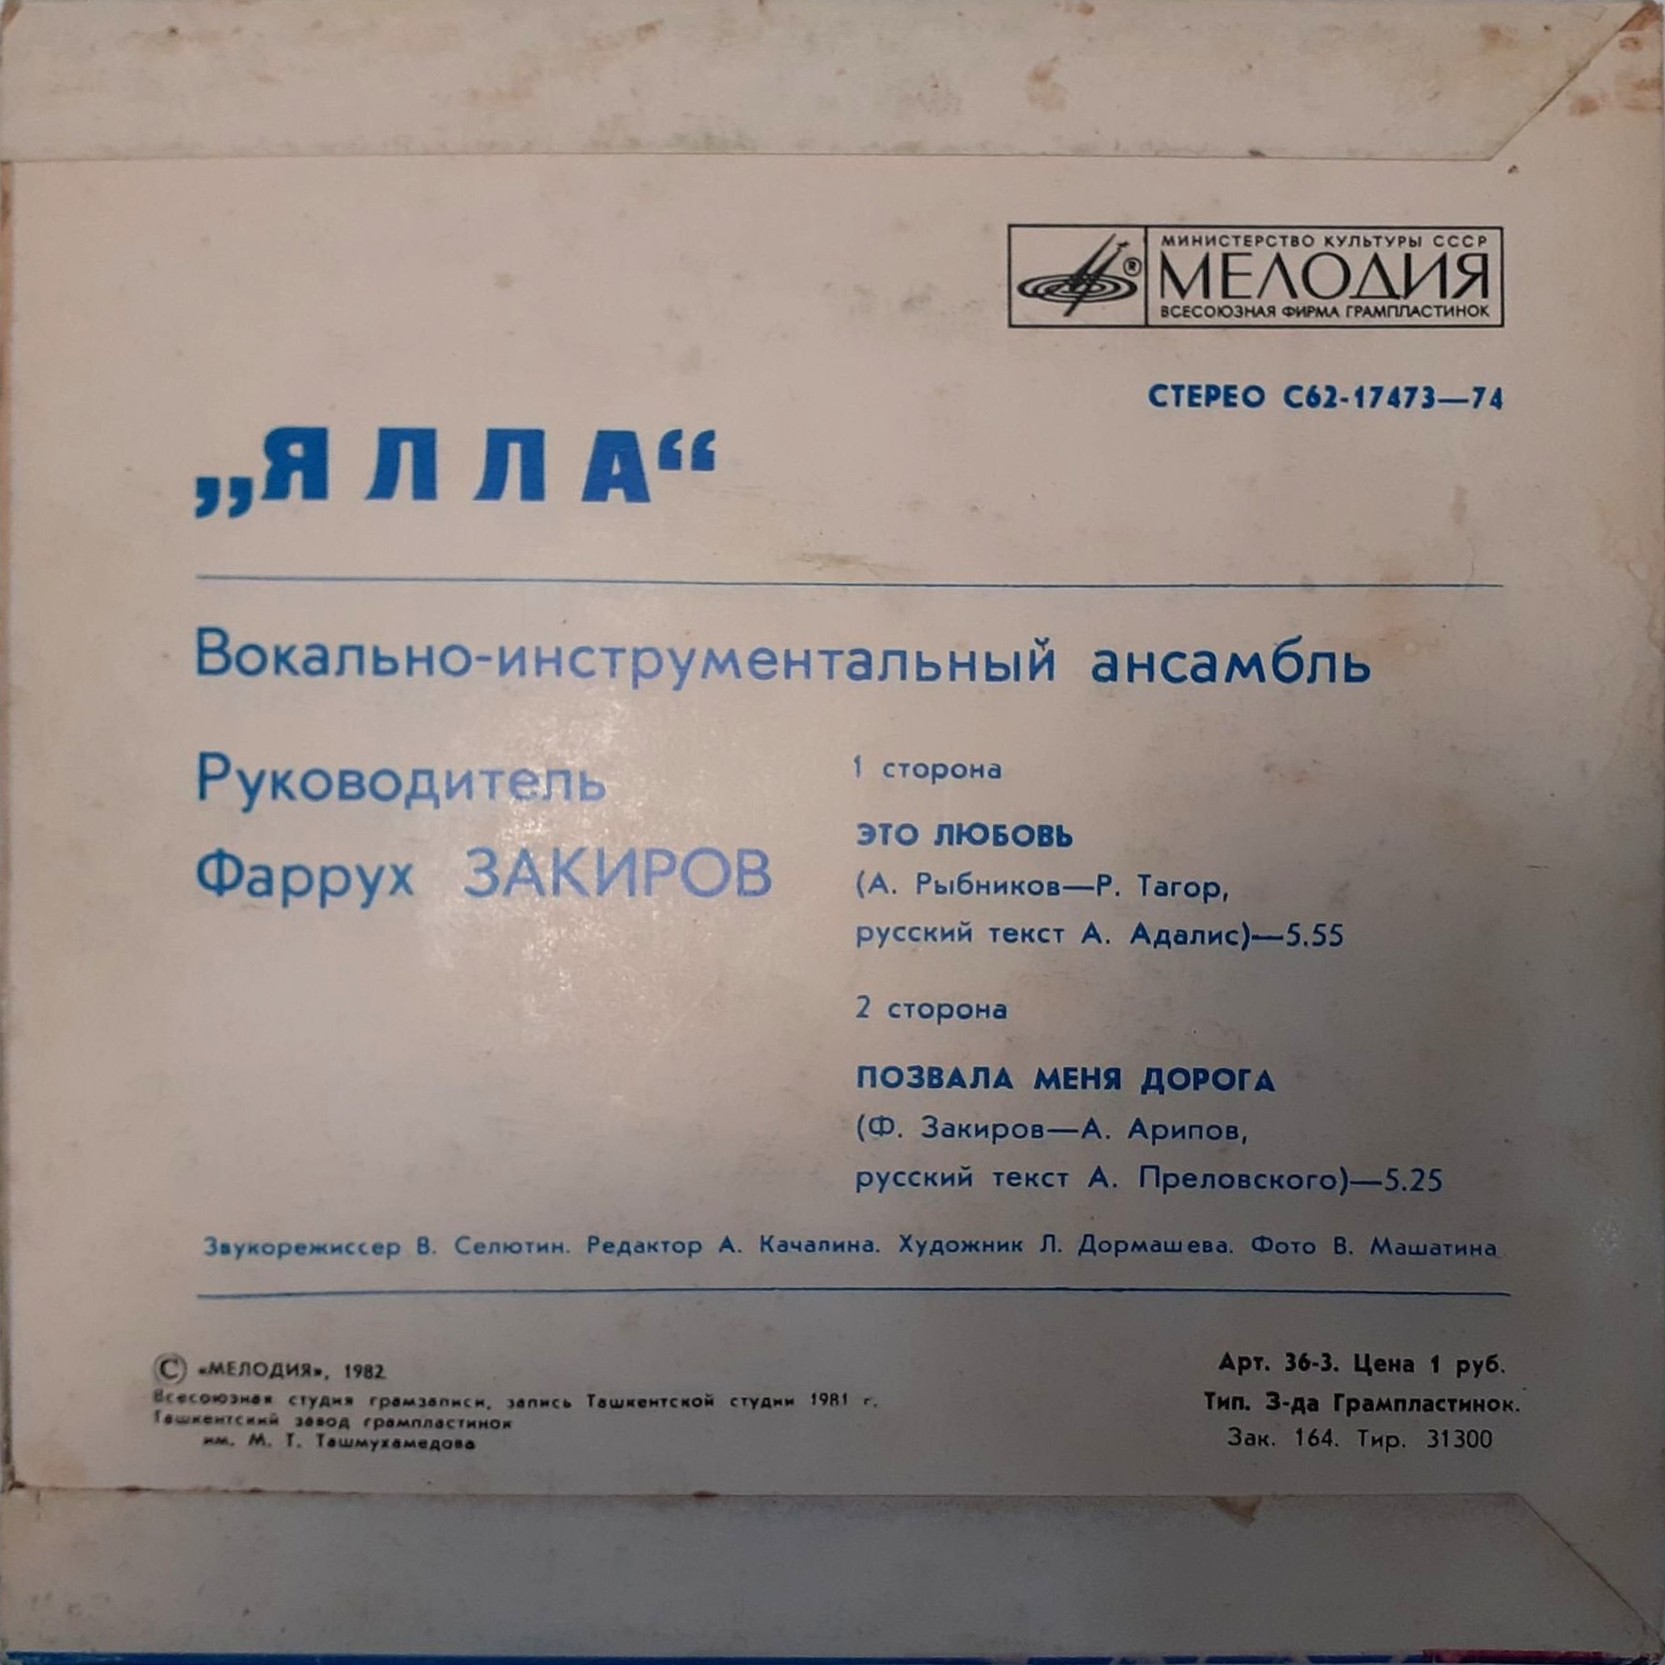 МИНИСТЕРСТВО КУЛЬТУРЫ СССР
МЕЛОДИЯ
ВСЕСОЮЗНАЯ ФИРМА ГРАМПЛАСТИНОК
СТЕРЕО С62-17473—74
„ЯЛЛА“
Вокально-инструментальный ансамбль
Руководитель
Фаррух ЗАКИРОВ
1 сторона
ЭТО ЛЮБОВЬ
(А. Рыбников—Р. Тагор,
русский текст А. Адалис)—5.55
2 сторона
ПОЗВАЛА МЕНЯ ДОРОГА
(Ф. Закиров—А. Арипов,
русский текст А. Преловского)—5.25
Звукорежиссер В. Селютин. Редактор А. Качалина. Художник Л. Дормашева. Фото В. Машатина
© «МЕЛОДИЯ», 1982
Всесоюзная студия грамзаписи, запись Ташкентской студии 1981 г.
Ташкентский завод грампластинок
им. М. Т. Ташмухамедова
Арт. 36-3. Цена 1 руб.
Тип. З-да Грампластинок.
Зак. 164. Тир. 31300